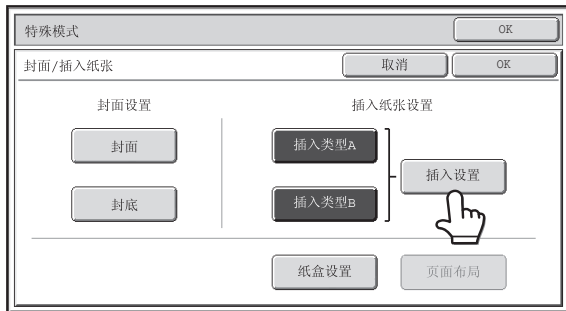 特殊模式 OK
封面/插入纸张 取消 OK
封面设置 插入纸张设置
封面 插入类型A
插入设置
封底 插入类型B
纸盒设置 页面布局